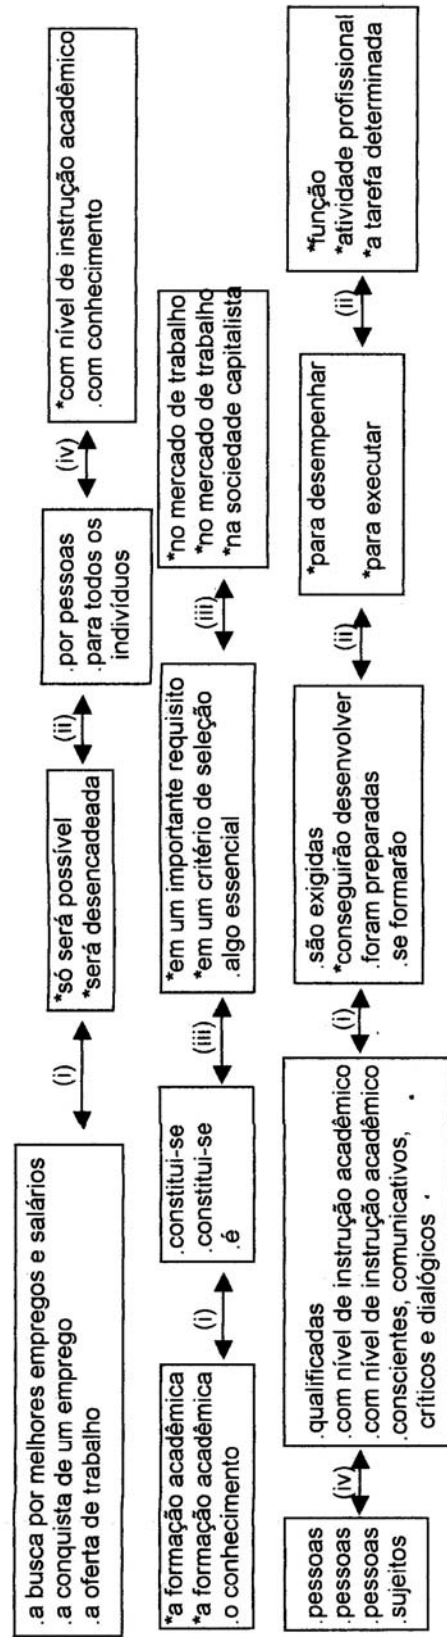 .a busca por melhores empregos e salários
.a conquista de um emprego
.a oferta de trabalho
(i)
*só será possível
*será desencadeada
(ii)
.por pessoas
.para todos os
indivíduos
(iv)
*com nível de instrução acadêmico
.com conhecimento
*a formação acadêmica
*a formação acadêmica
.o conhecimento
(i)
.constitui-se
.constitui-se
.é
(iii)
*em um importante requisito
*em um critério de seleção
.algo essencial
(iii)
*no mercado de trabalho
*no mercado de trabalho
*na sociedade capitalista
.pessoas
.pessoas
.pessoas
.sujeitos
(iv)
.qualificadas
.com nível de instrução acadêmico
.com nível de instrução acadêmico
.conscientes, comunicativos,
críticos e dialógicos
(i)
.são exigidas
*conseguirão desenvolver
.foram preparadas
.se formarão
(ii)
*para desempenhar
*para executar
(ii)
*função
*atividade profissional
*a tarefa determinada